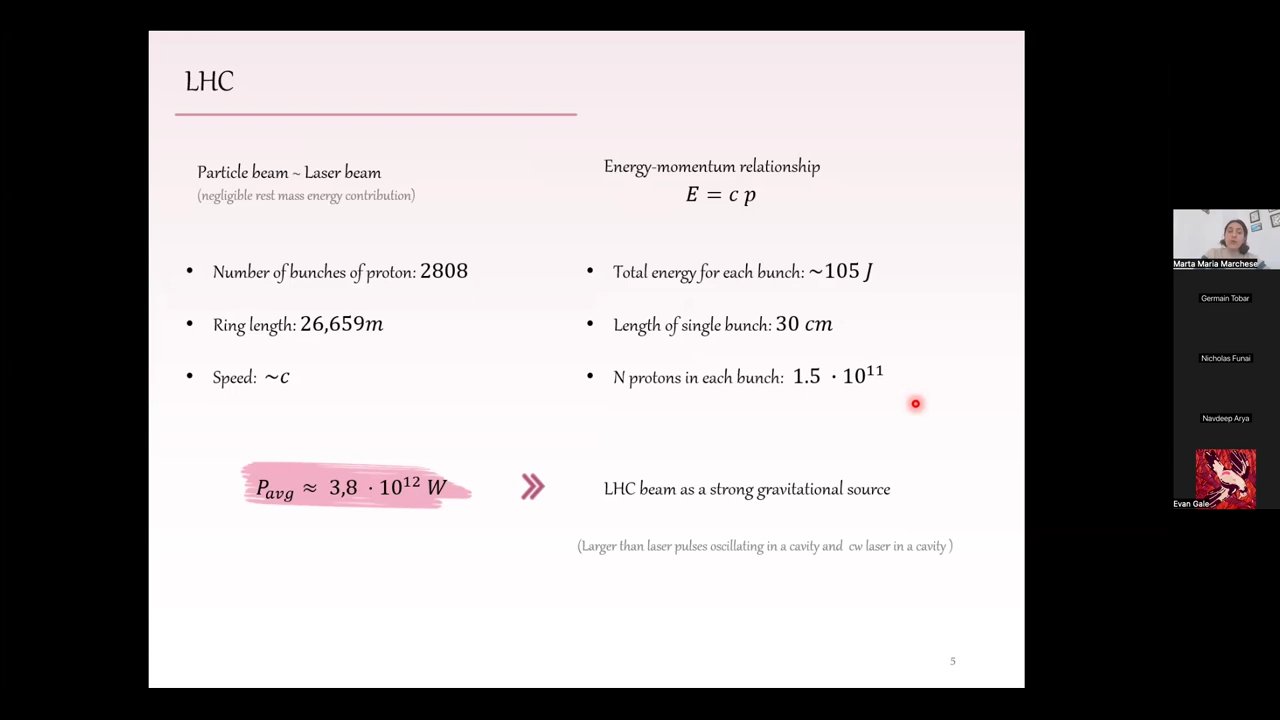 LHC
Particle beam ~ Laser beam
(negligible rest mass energy contribution)
Energy-momentum relationship
E = c p
• Number of bunches of proton: 2808
• Ring length: 26,659m
• Speed: ~c
• Total energy for each bunch: ~105 J
• Length of single bunch: 30 cm
• N protons in each bunch: 1.5 · 10¹¹
P_avg ≈ 3,8 · 10¹² W
LHC beam as a strong gravitational source
(Larger than laser pulses oscillating in a cavity and cw laser in a cavity )
5
Marta Maria Marchese
Germain Tobar
Nicholas Funai
Navdeep Arya
Evan Gale